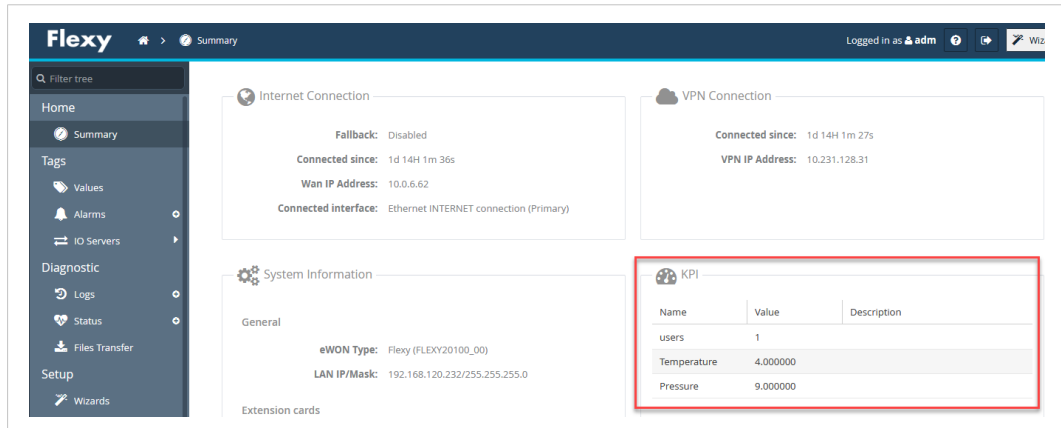 Flexy > Summary Logged in as adm Wiz
Filter tree
Home
Summary
Tags
Values
Alarms
IO Servers
Diagnostic
Logs
Status
Files Transfer
Setup
Wizards
Internet Connection
Fallback: Disabled
Connected since: 1d 14H 1m 36s
Wan IP Address: 10.0.6.62
Connected interface: Ethernet INTERNET connection (Primary)
VPN Connection
Connected since: 1d 14H 1m 27s
VPN IP Address: 10.231.128.31
System Information
General
eWON Type: Flexy (FLEXY20100_00)
LAN IP/Mask: 192.168.120.232/255.255.255.0
Extension cards
KPI
Name Value Description
users 1
Temperature 4.000000
Pressure 9.000000